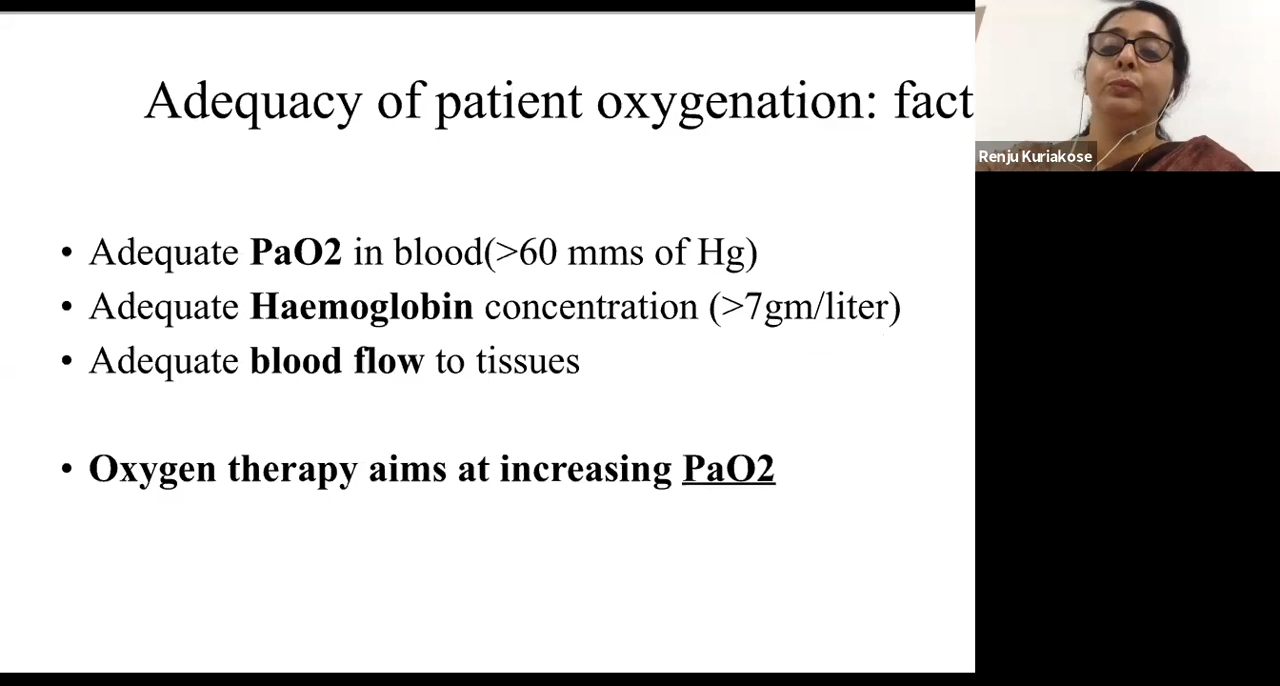 Adequacy of patient oxygenation: fact
Renju Kuriakose
• Adequate PaO2 in blood(>60 mms of Hg)
• Adequate Haemoglobin concentration (>7gm/liter)
• Adequate blood flow to tissues
• Oxygen therapy aims at increasing PaO2